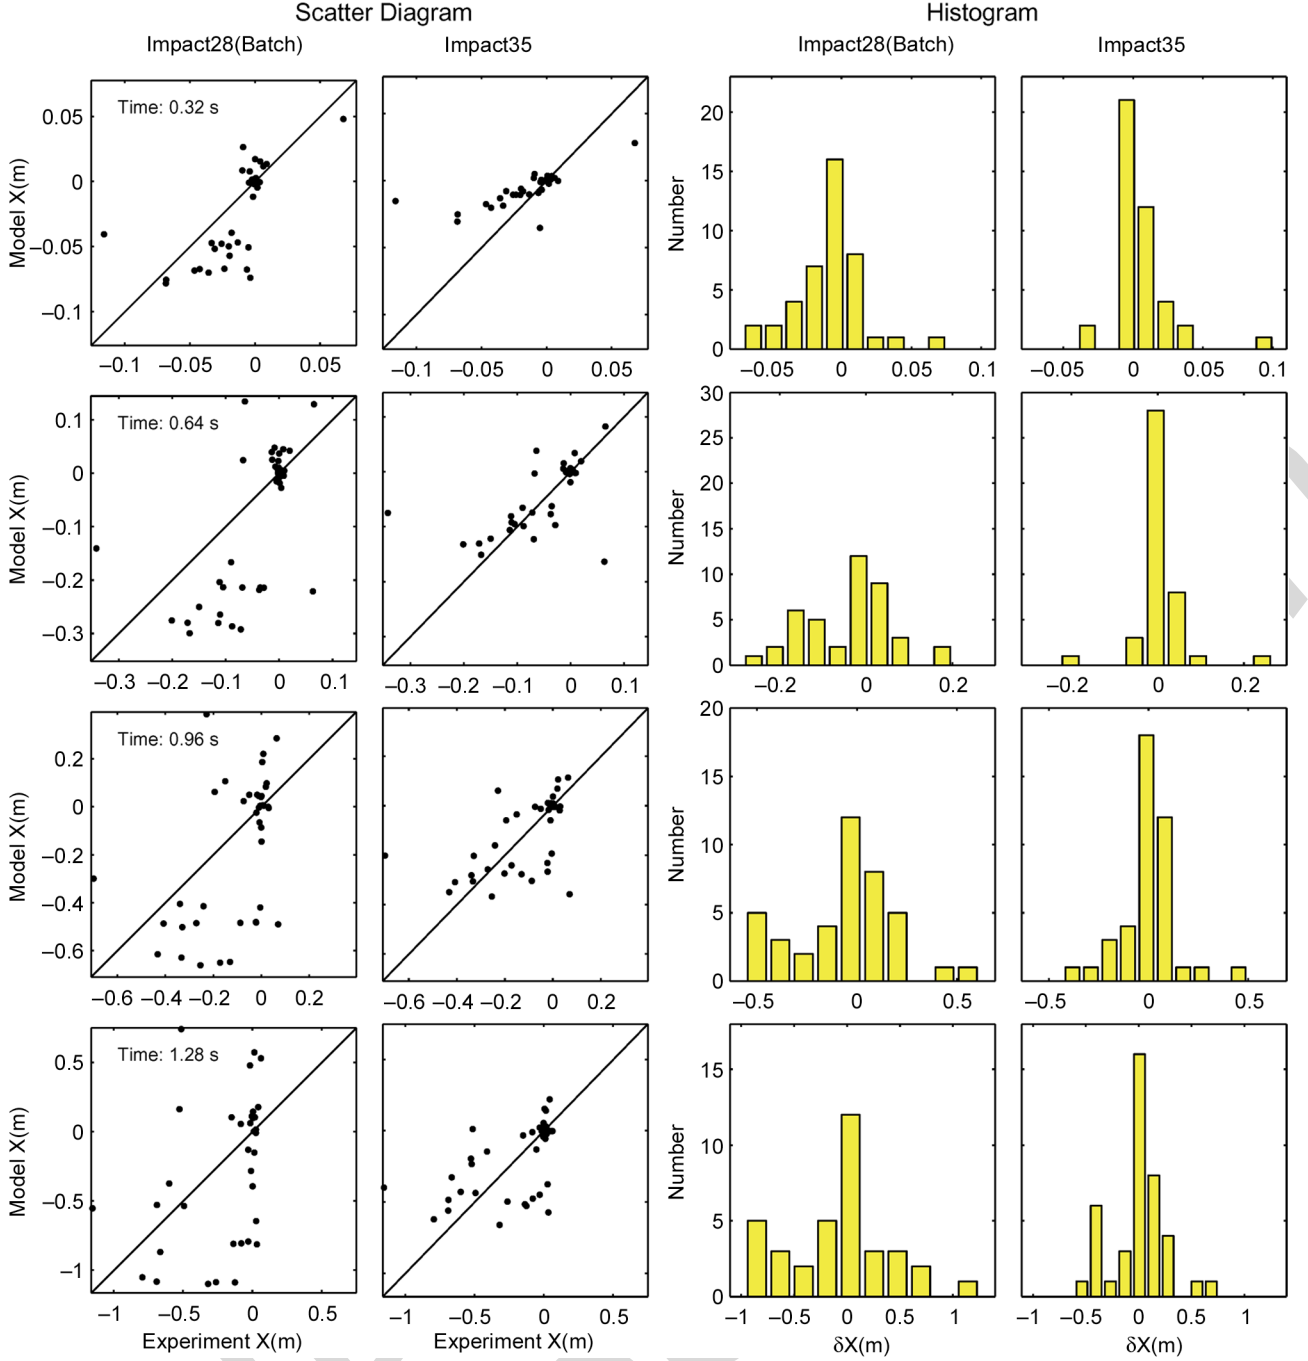 Scatter Diagram Histogram
Impact28(Batch) Impact35 Impact28(Batch) Impact35
Time: 0.32 s
Model X(m)
0.05
0
−0.05
−0.1
−0.1 −0.05 0 0.05
−0.1 −0.05 0 0.05
Number
20
15
10
5
0
−0.05 0 0.05 0.1
−0.05 0 0.05 0.1
Time: 0.64 s
Model X(m)
0.1
0
−0.1
−0.2
−0.3
−0.3 −0.2 −0.1 0 0.1
−0.3 −0.2 −0.1 0 0.1
Number
30
25
20
15
10
5
0
−0.2 0 0.2
−0.2 0 0.2
Time: 0.96 s
Model X(m)
0.2
0
−0.2
−0.4
−0.6
−0.6 −0.4 −0.2 0 0.2
−0.6 −0.4 −0.2 0 0.2
Number
20
15
10
5
0
−0.5 0 0.5
−0.5 0 0.5
Time: 1.28 s
Model X(m)
0.5
0
−0.5
−1
−1 −0.5 0 0.5
−1 −0.5 0 0.5
Number
15
10
5
0
−1 −0.5 0 0.5 1
−1 −0.5 0 0.5 1
Experiment X(m) Experiment X(m) δX(m) δX(m)